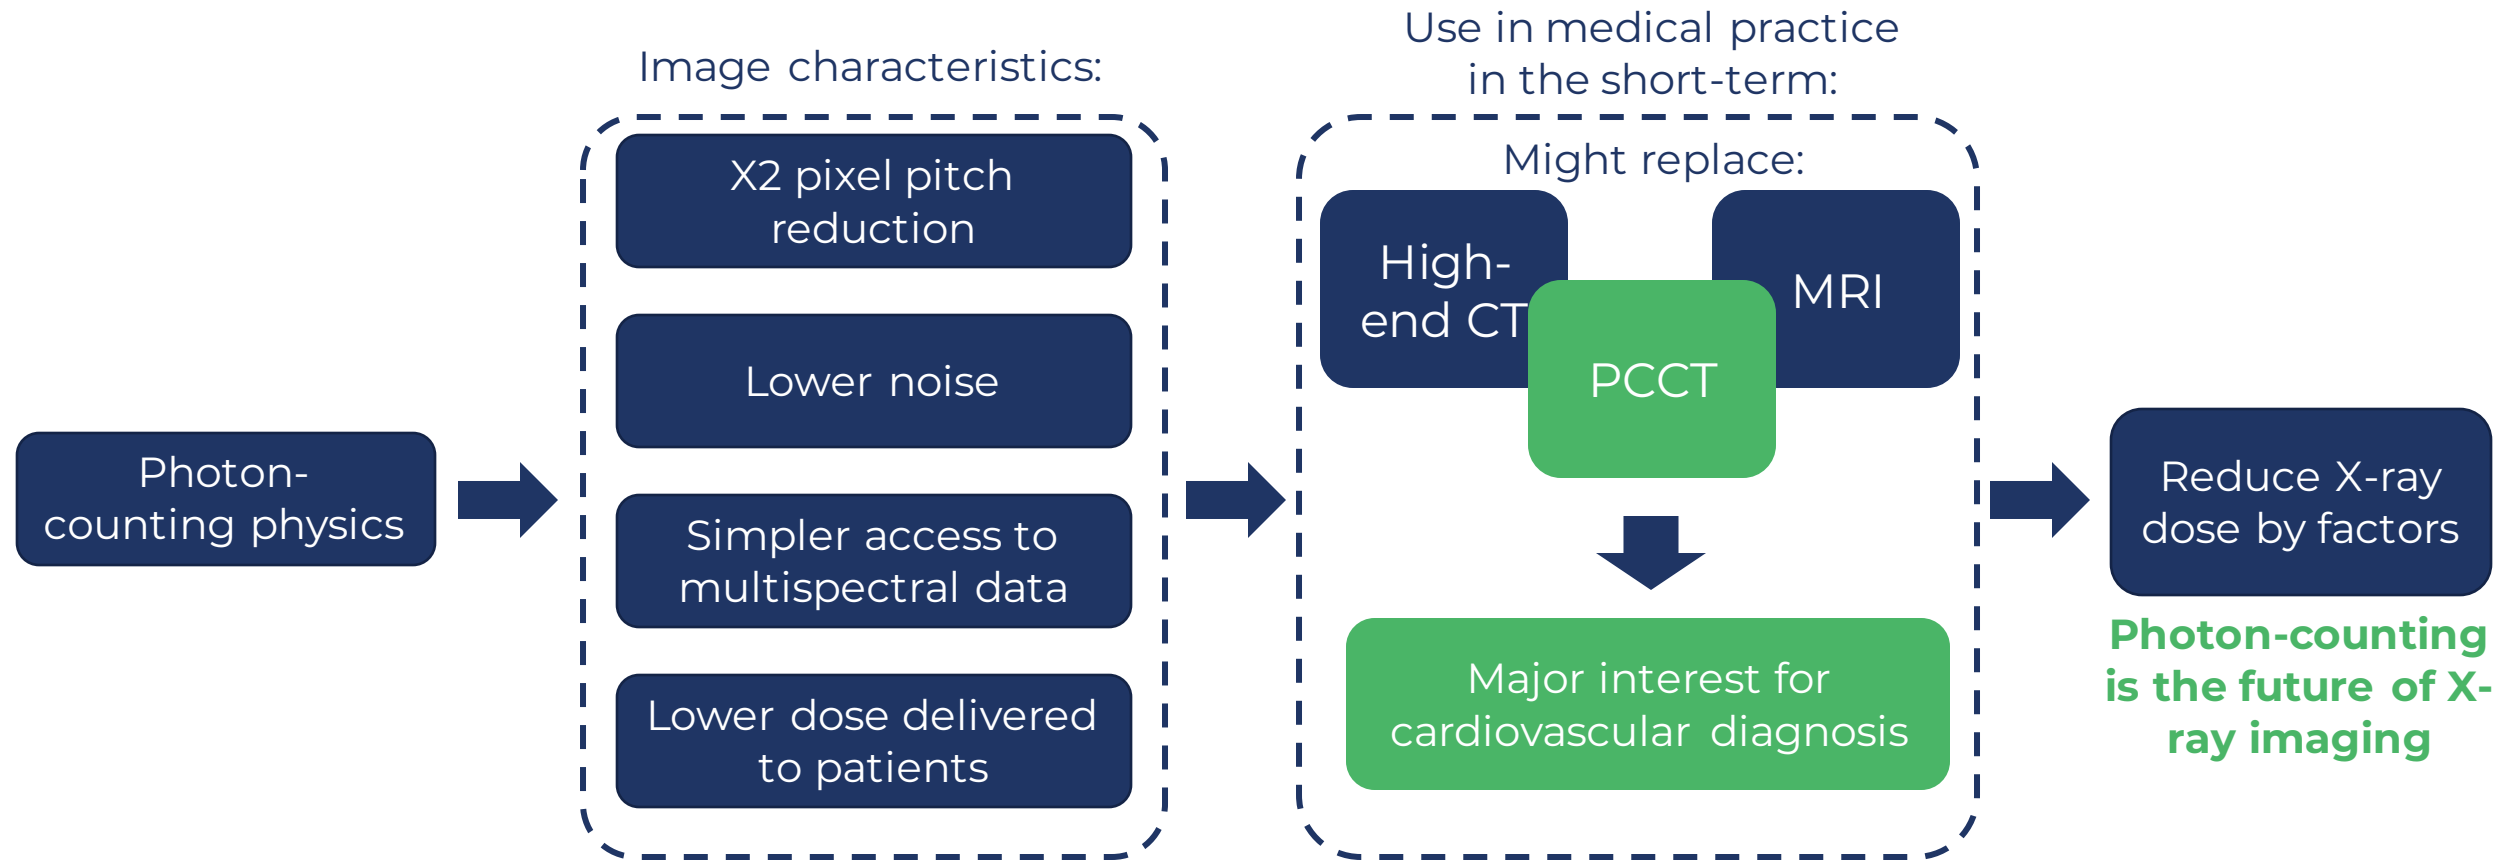 Photon-
counting physics
Image characteristics:
X2 pixel pitch
reduction
Lower noise
Simpler access to
multispectral data
Lower dose delivered
to patients
Use in medical practice
in the short-term:
Might replace:
High-
end CT
MRI
PCCT
Major interest for
cardiovascular diagnosis
Reduce X-ray
dose by factors
Photon-counting
is the future of X-
ray imaging